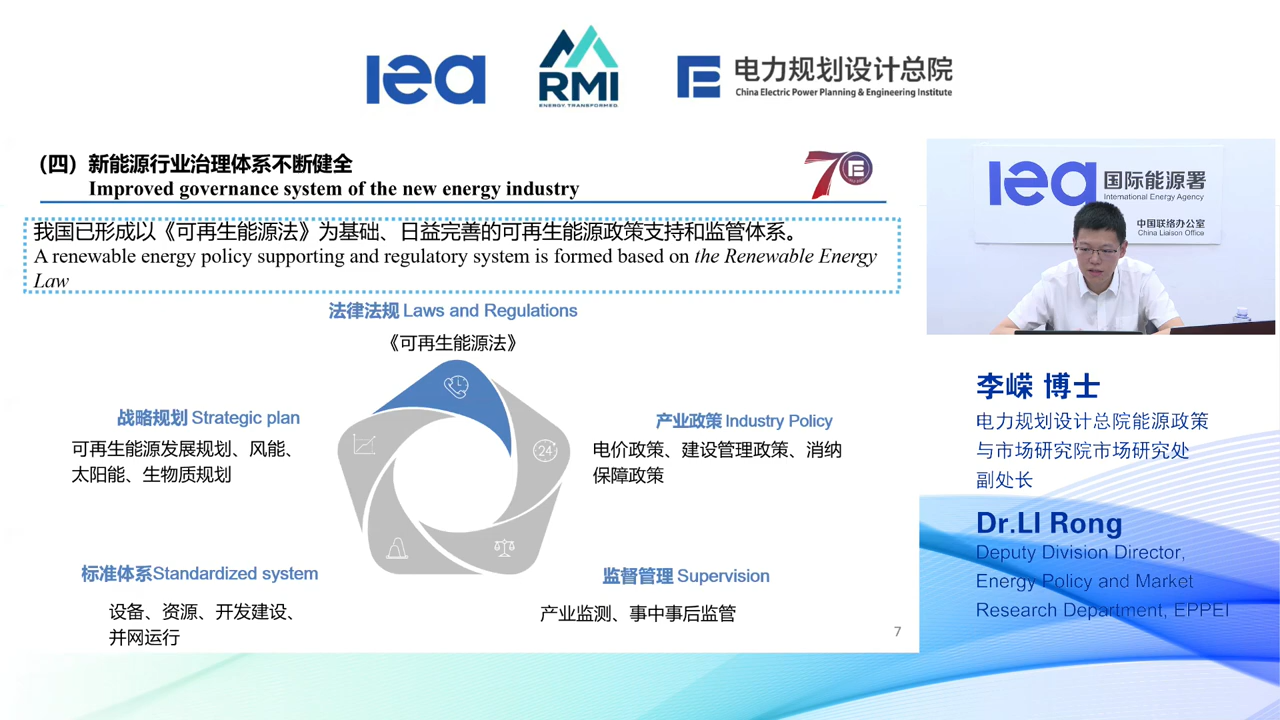 iea
RMI
ENERGY TRANSFORMED
电力规划设计总院
China Electric Power Planning & Engineering Institute
（四）新能源行业治理体系不断健全
Improved governance system of the new energy industry
70
我国已形成以《可再生能源法》为基础、日益完善的可再生能源政策支持和监管体系。
A renewable energy policy supporting and regulatory system is formed based on the Renewable Energy
Law
法律法规 Laws and Regulations
《可再生能源法》
战略规划 Strategic plan
可再生能源发展规划、风能、
太阳能、生物质规划
产业政策 Industry Policy
电价政策、建设管理政策、消纳
保障政策
24
标准体系Standardized system
设备、资源、开发建设、
并网运行
监督管理 Supervision
产业监测、事中事后监管
7
iea
国际能源署
International Energy Agency
中国联络办公室
China Liaison Office
李嵘 博士
电力规划设计总院能源政策
与市场研究院市场研究处
副处长
Dr.LI Rong
Deputy Division Director,
Energy Policy and Market
Research Department, EPPEI